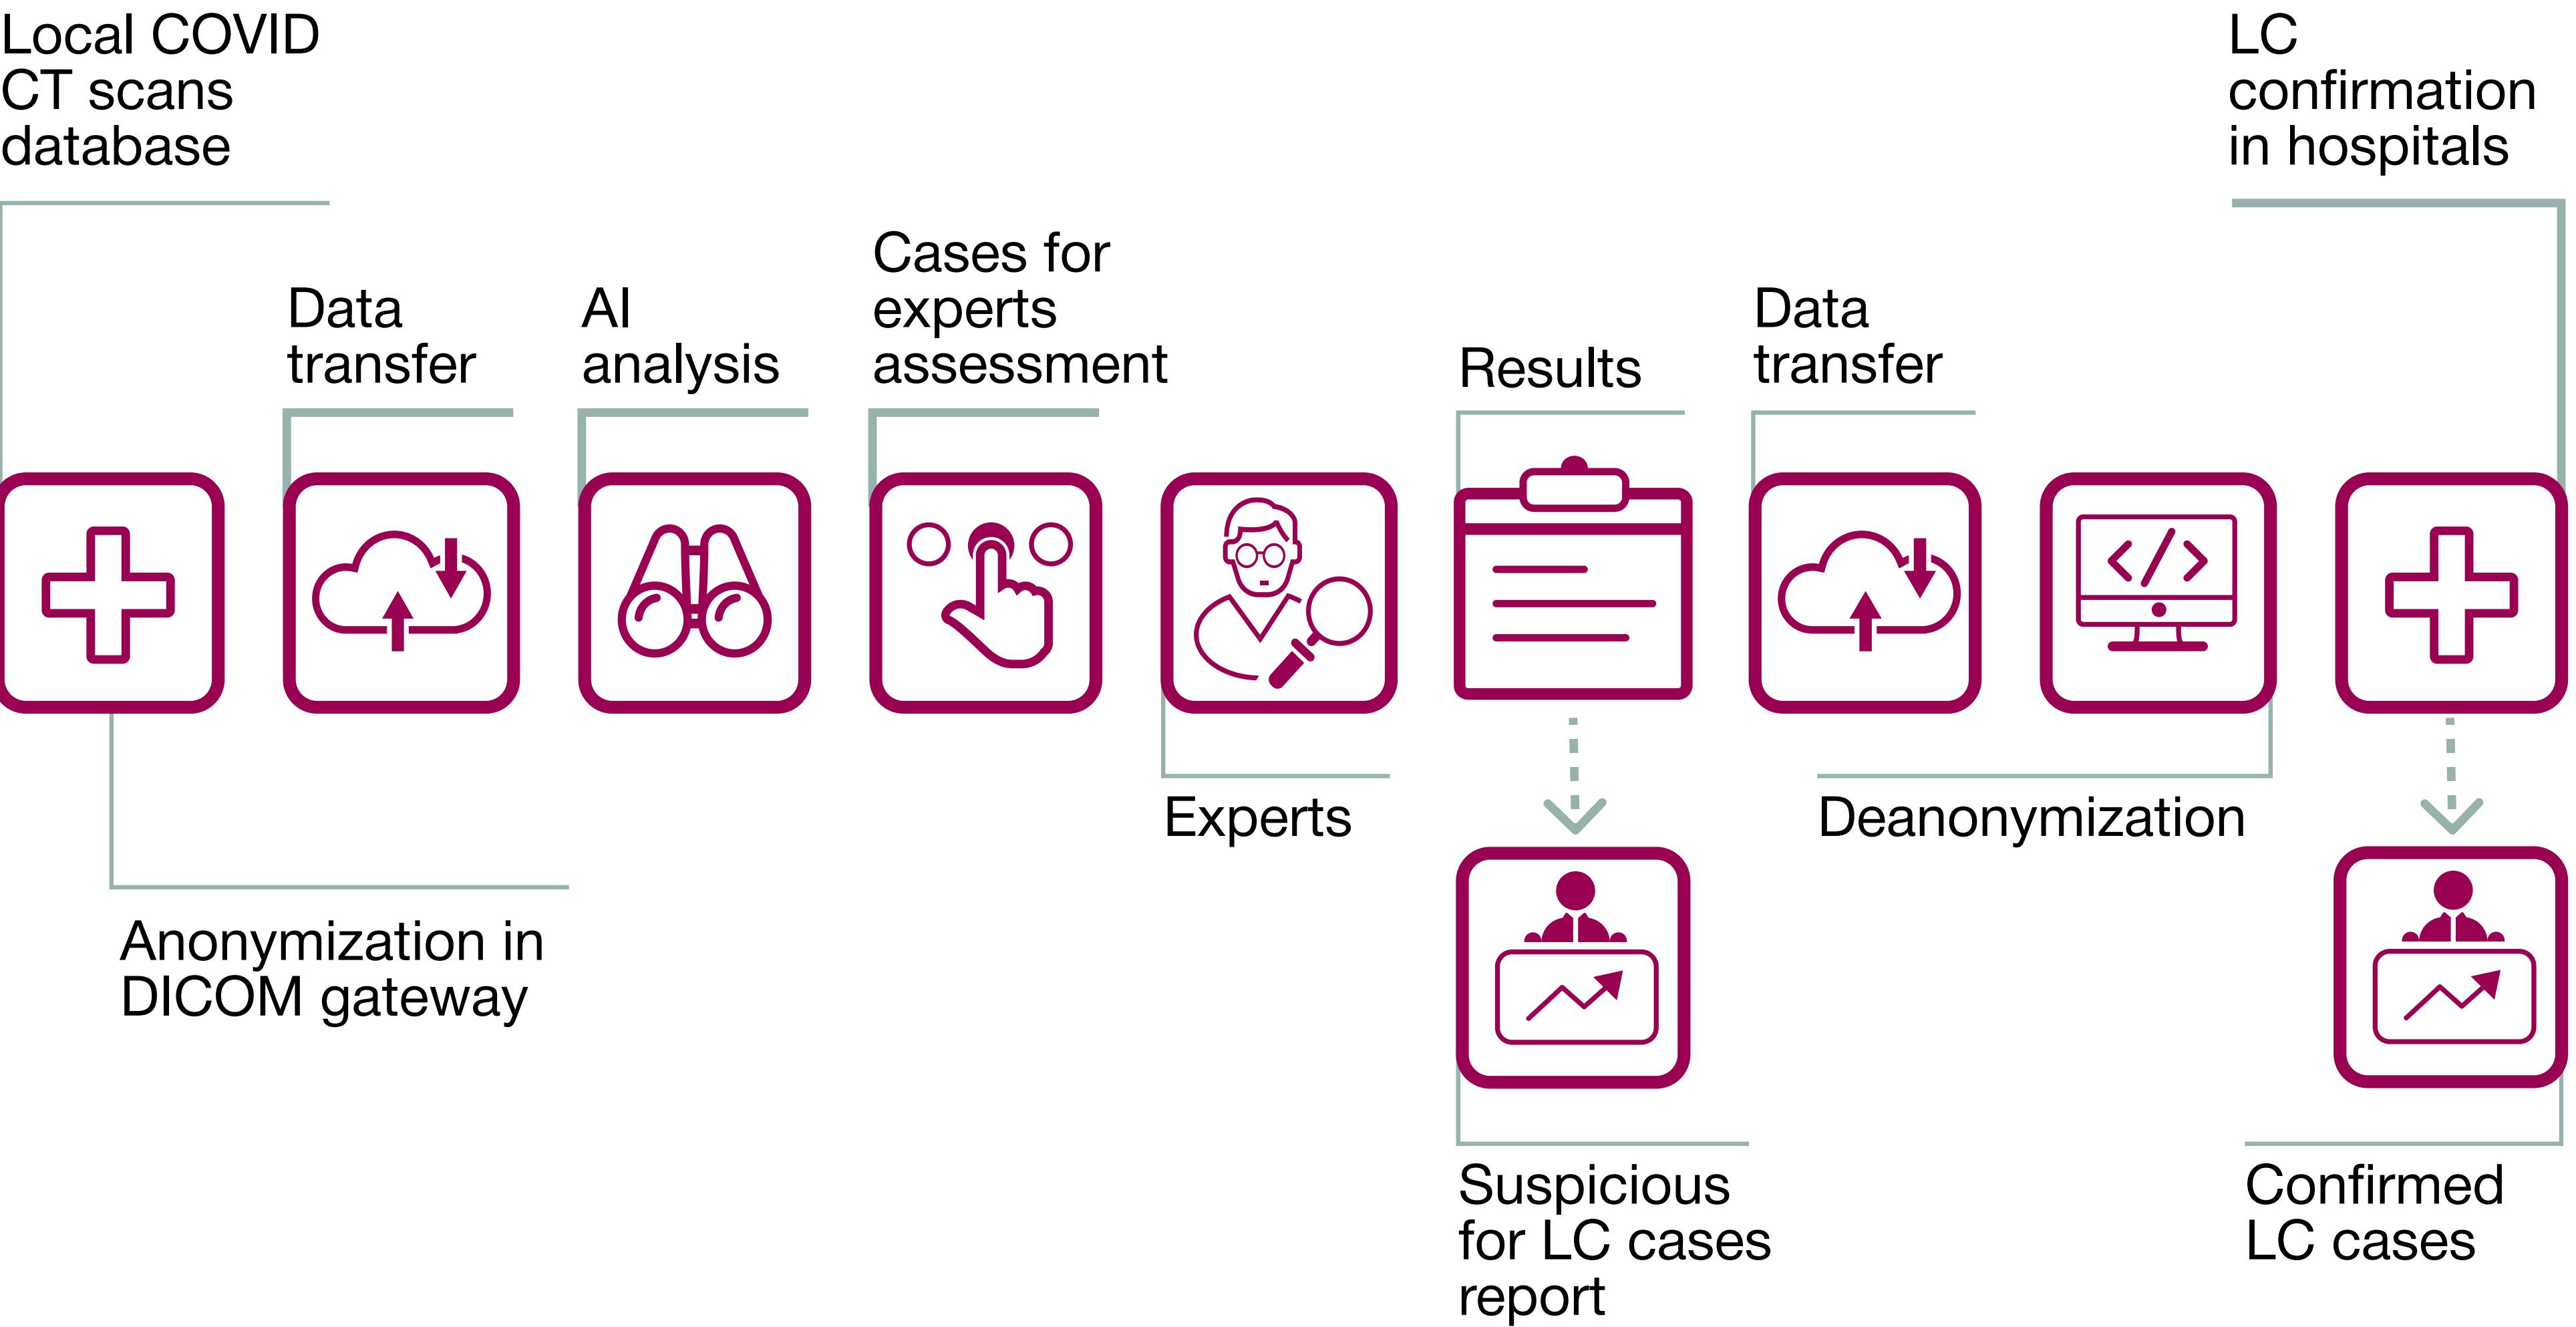 Local COVID
CT scans
database
LC
confirmation
in hospitals
Data
transfer
AI
analysis
Cases for
experts
assessment
Results
Data
transfer
</>
Experts
Deanonymization
Anonymization in
DICOM gateway
Suspicious
for LC cases
report
Confirmed
LC cases